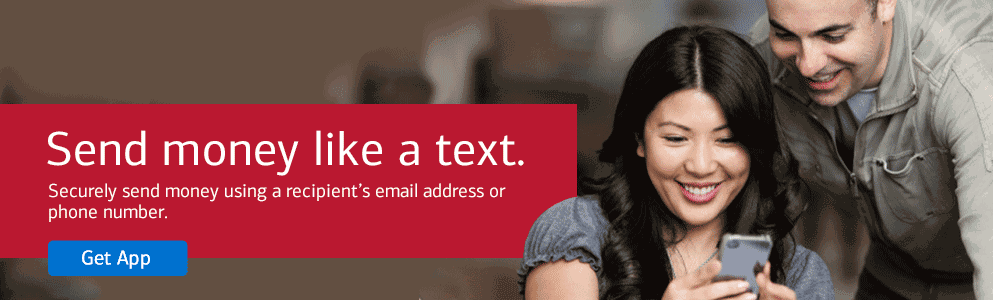 Send money like a text.
Securely send money using a recipient’s email address or
phone number.
Get App